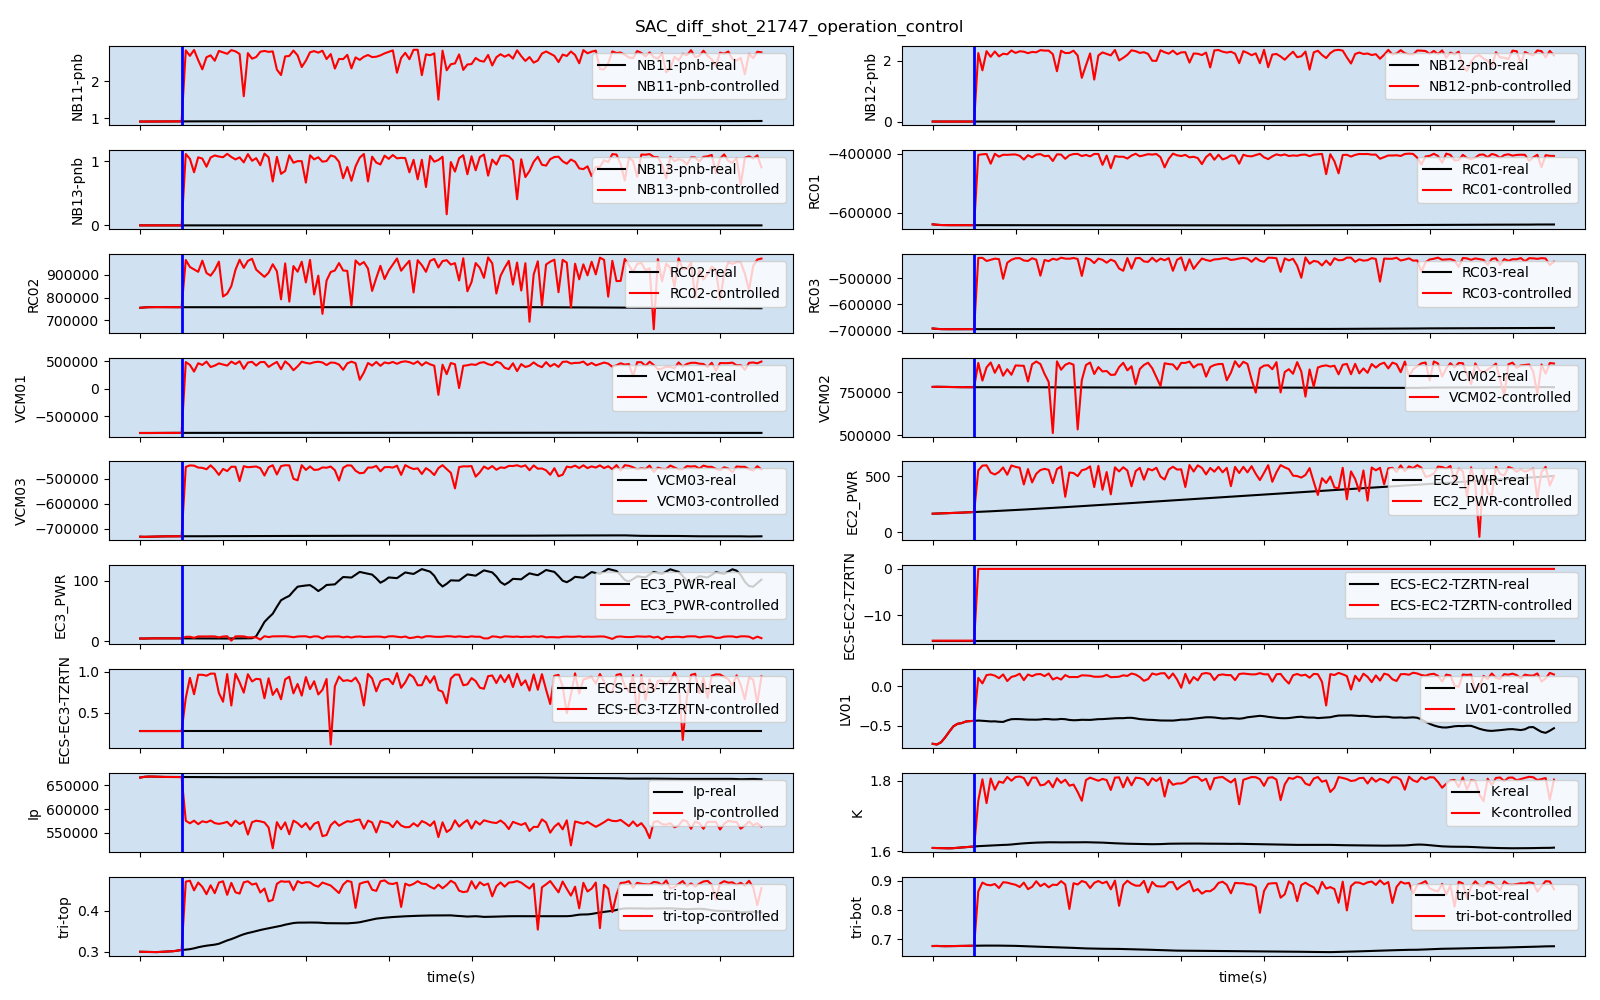 SAC_diff_shot_21747_operation_control
NB11-pnb
2
1
NB11-pnb-real
NB11-pnb-controlled
NB12-pnb
2
0
NB12-pnb-real
NB12-pnb-controlled
NB13-pnb
1
0
NB13-pnb-real
NB13-pnb-controlled
RC01
−400000
−600000
RC01-real
RC01-controlled
RC02
900000
800000
700000
RC02-real
RC02-controlled
RC03
−500000
−600000
−700000
RC03-real
RC03-controlled
VCM01
500000
0
−500000
VCM01-real
VCM01-controlled
VCM02
750000
500000
VCM02-real
VCM02-controlled
VCM03
−500000
−600000
−700000
VCM03-real
VCM03-controlled
EC2_PWR
500
0
EC2_PWR-real
EC2_PWR-controlled
EC3_PWR
100
0
EC3_PWR-real
EC3_PWR-controlled
ECS-EC2-TZRTN
0
−10
ECS-EC2-TZRTN-real
ECS-EC2-TZRTN-controlled
ECS-EC3-TZRTN
1.0
0.5
ECS-EC3-TZRTN-real
ECS-EC3-TZRTN-controlled
LV01
0.0
−0.5
LV01-real
LV01-controlled
Ip
650000
600000
550000
Ip-real
Ip-controlled
K
1.8
1.6
K-real
K-controlled
tri-top
0.4
0.3
tri-top-real
tri-top-controlled
time(s)
tri-bot
0.9
0.8
0.7
tri-bot-real
tri-bot-controlled
time(s)